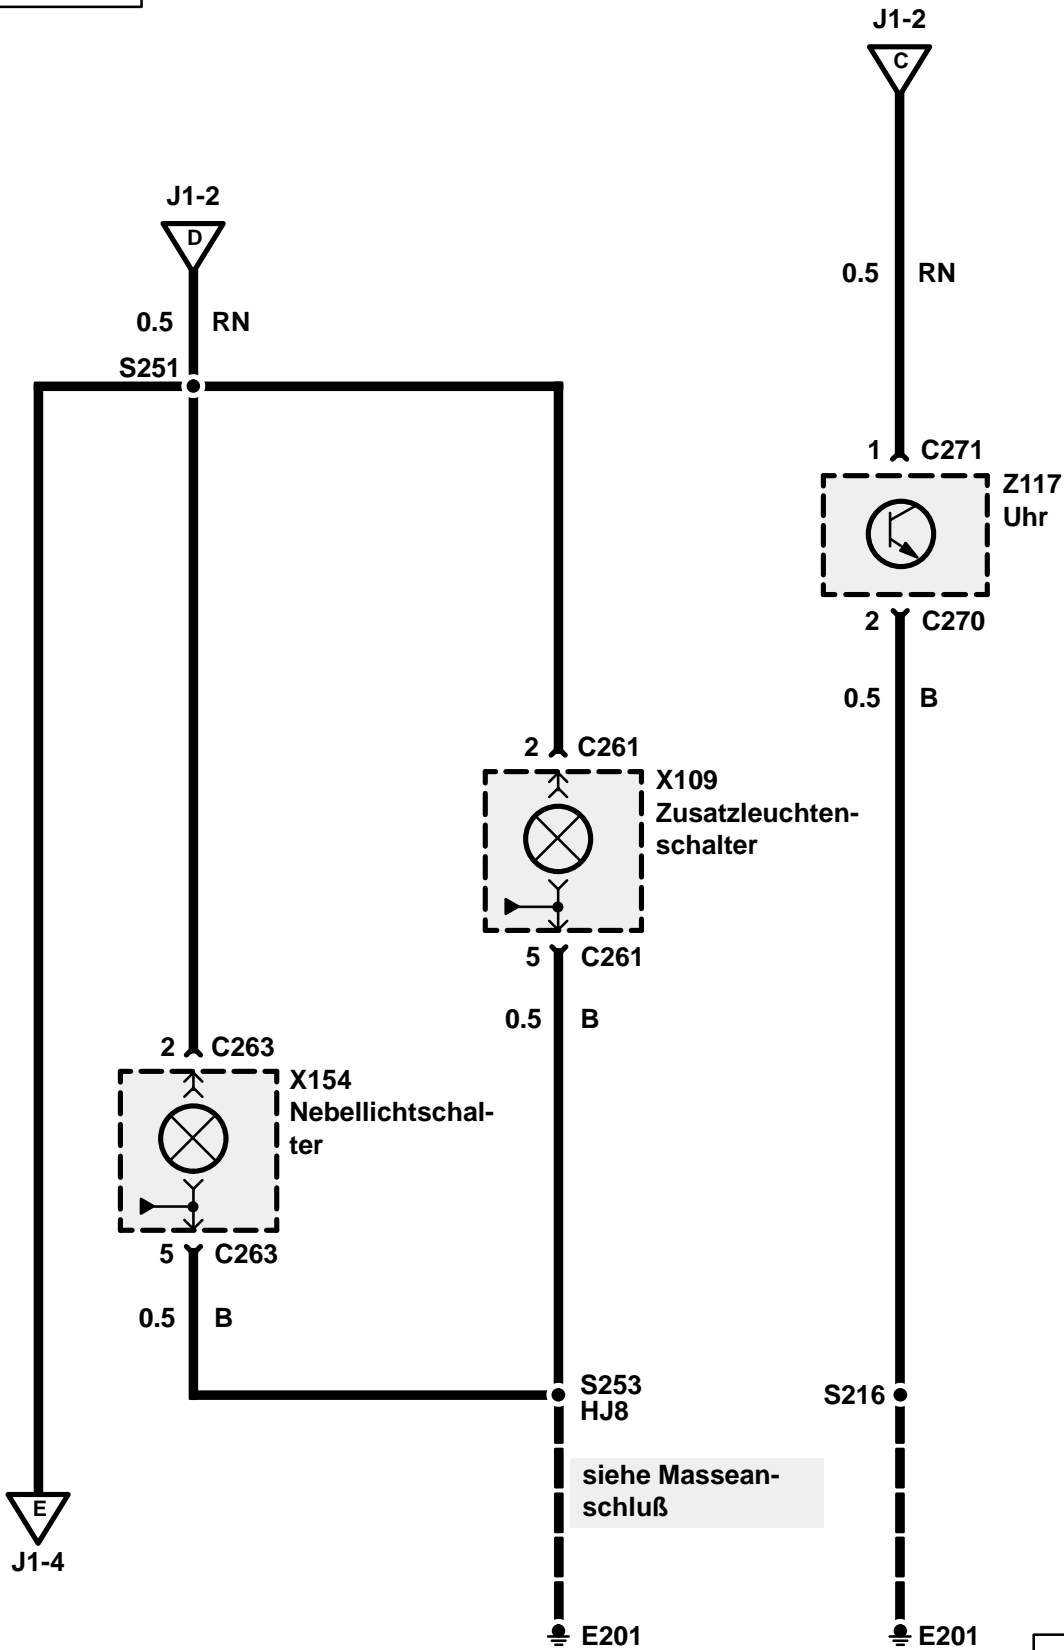 J1-2
C
J1-2
D
0.5 RN
0.5 RN
S251
1 C271
Z117
Uhr
2 C270
0.5 B
2 C261
X109
Zusatzleuchten-
schalter
5 C261
0.5 B
2 C263
X154
Nebellichtschal-
ter
5 C263
0.5 B
S253
HJ8
S216
siehe Massean-
schluß
E
J1-4
E201
E201